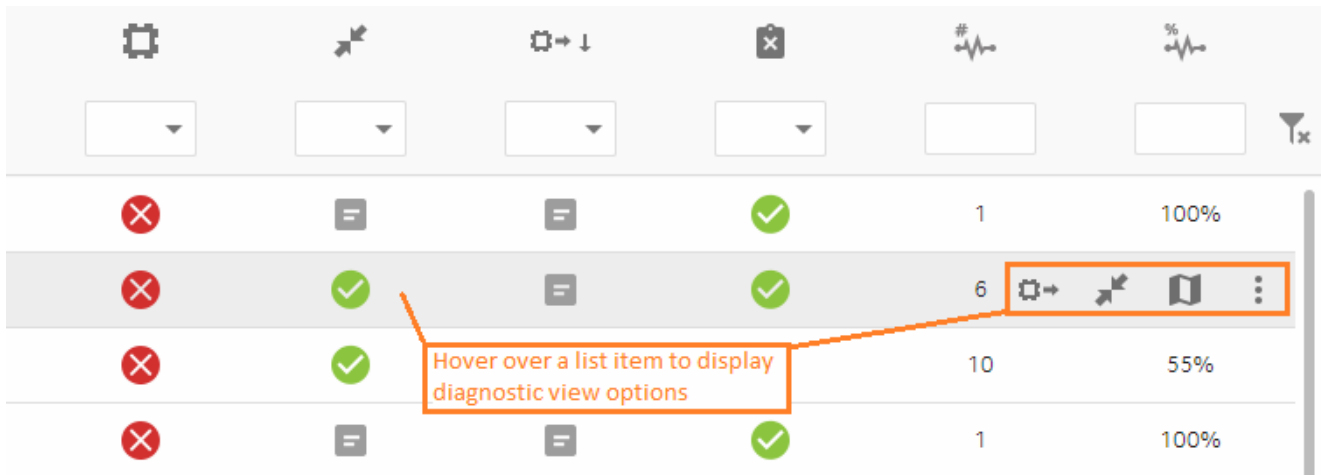 # %
1 100%
6
Hover over a list item to display
diagnostic view options
10 55%
1 100%